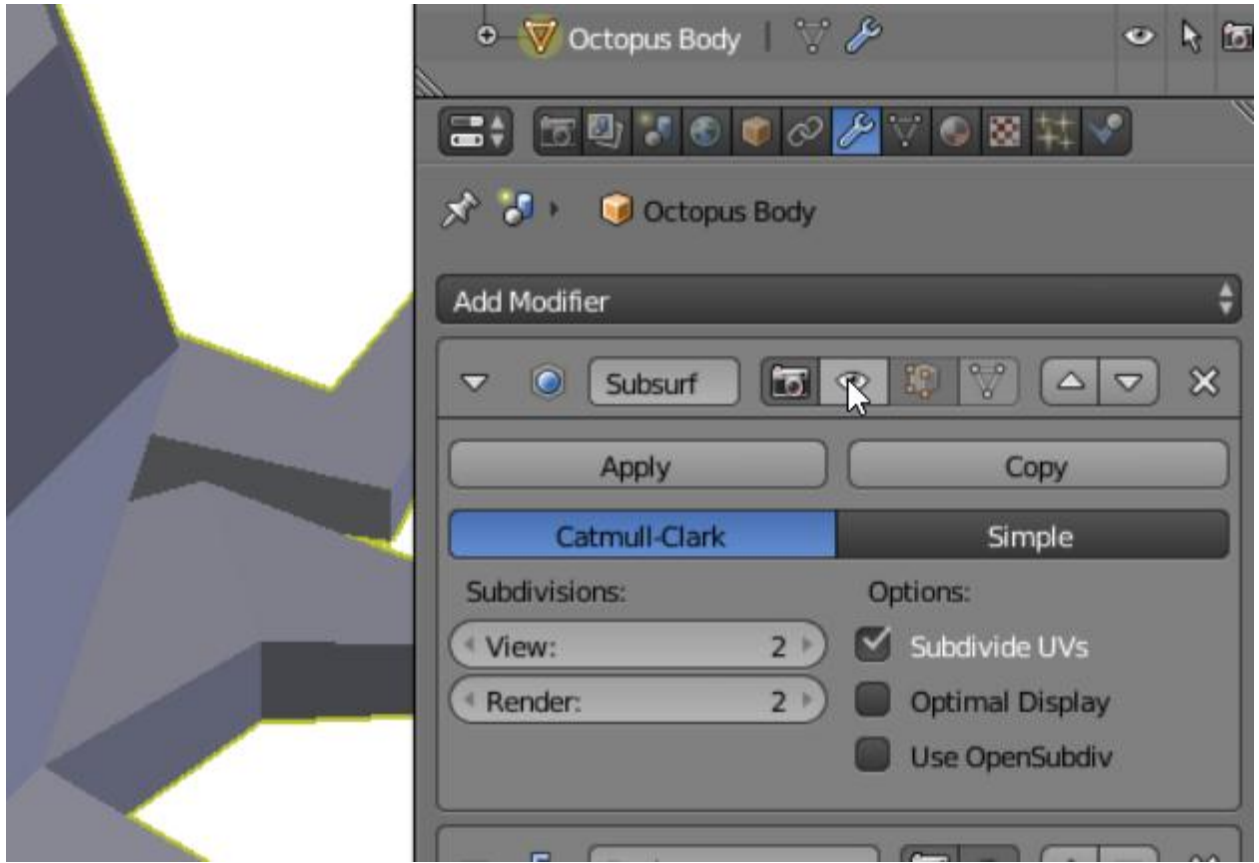 Octopus Body
Octopus Body
Add Modifier
Subsurf
Apply Copy
Catmull-Clark Simple
Subdivisions: Options:
View: 2 Subdivide UVs
Render: 2 Optimal Display
Use OpenSubdiv